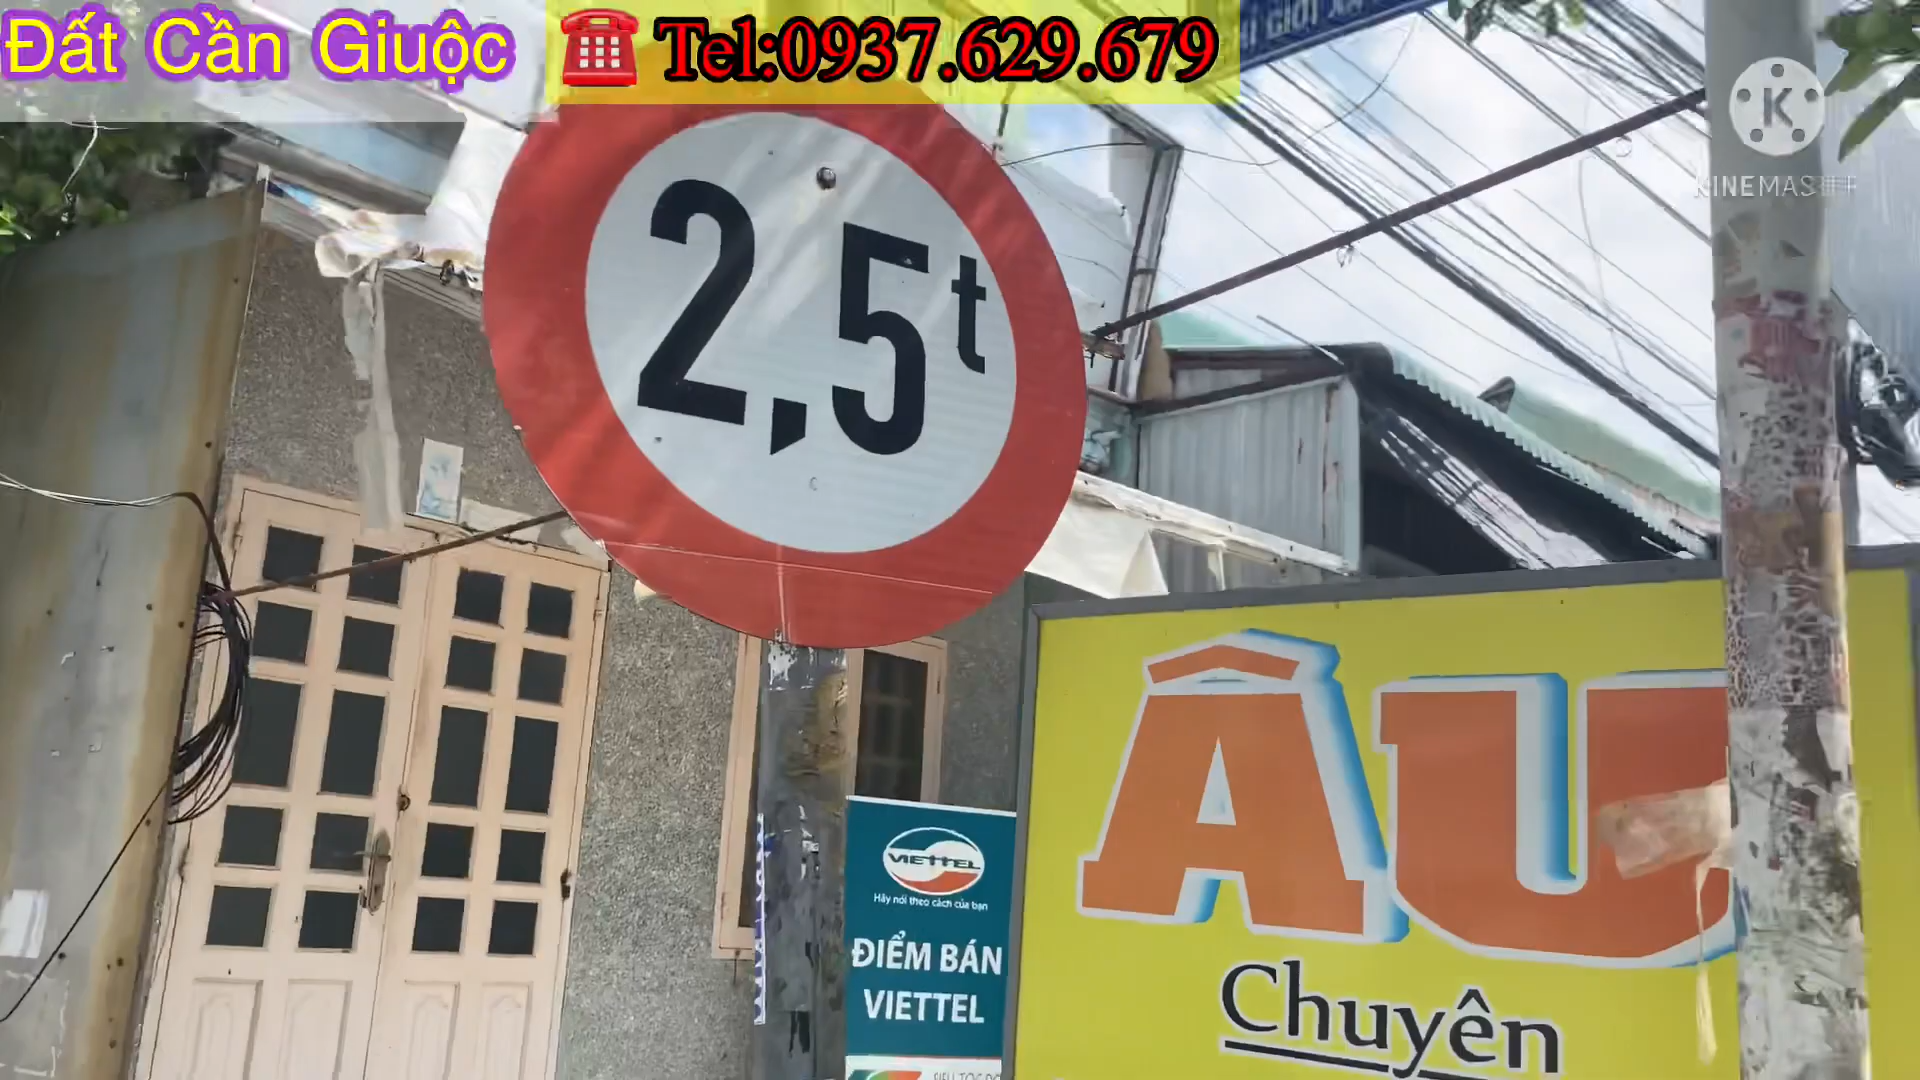 Đất Cần Giuộc
Tel:0937.629.679
K
KINEMASTER
2,5t
ÂU
Chuyên
VIETTEL
Hãy nói theo cách của bạn
ĐIỂM BÁN
VIETTEL